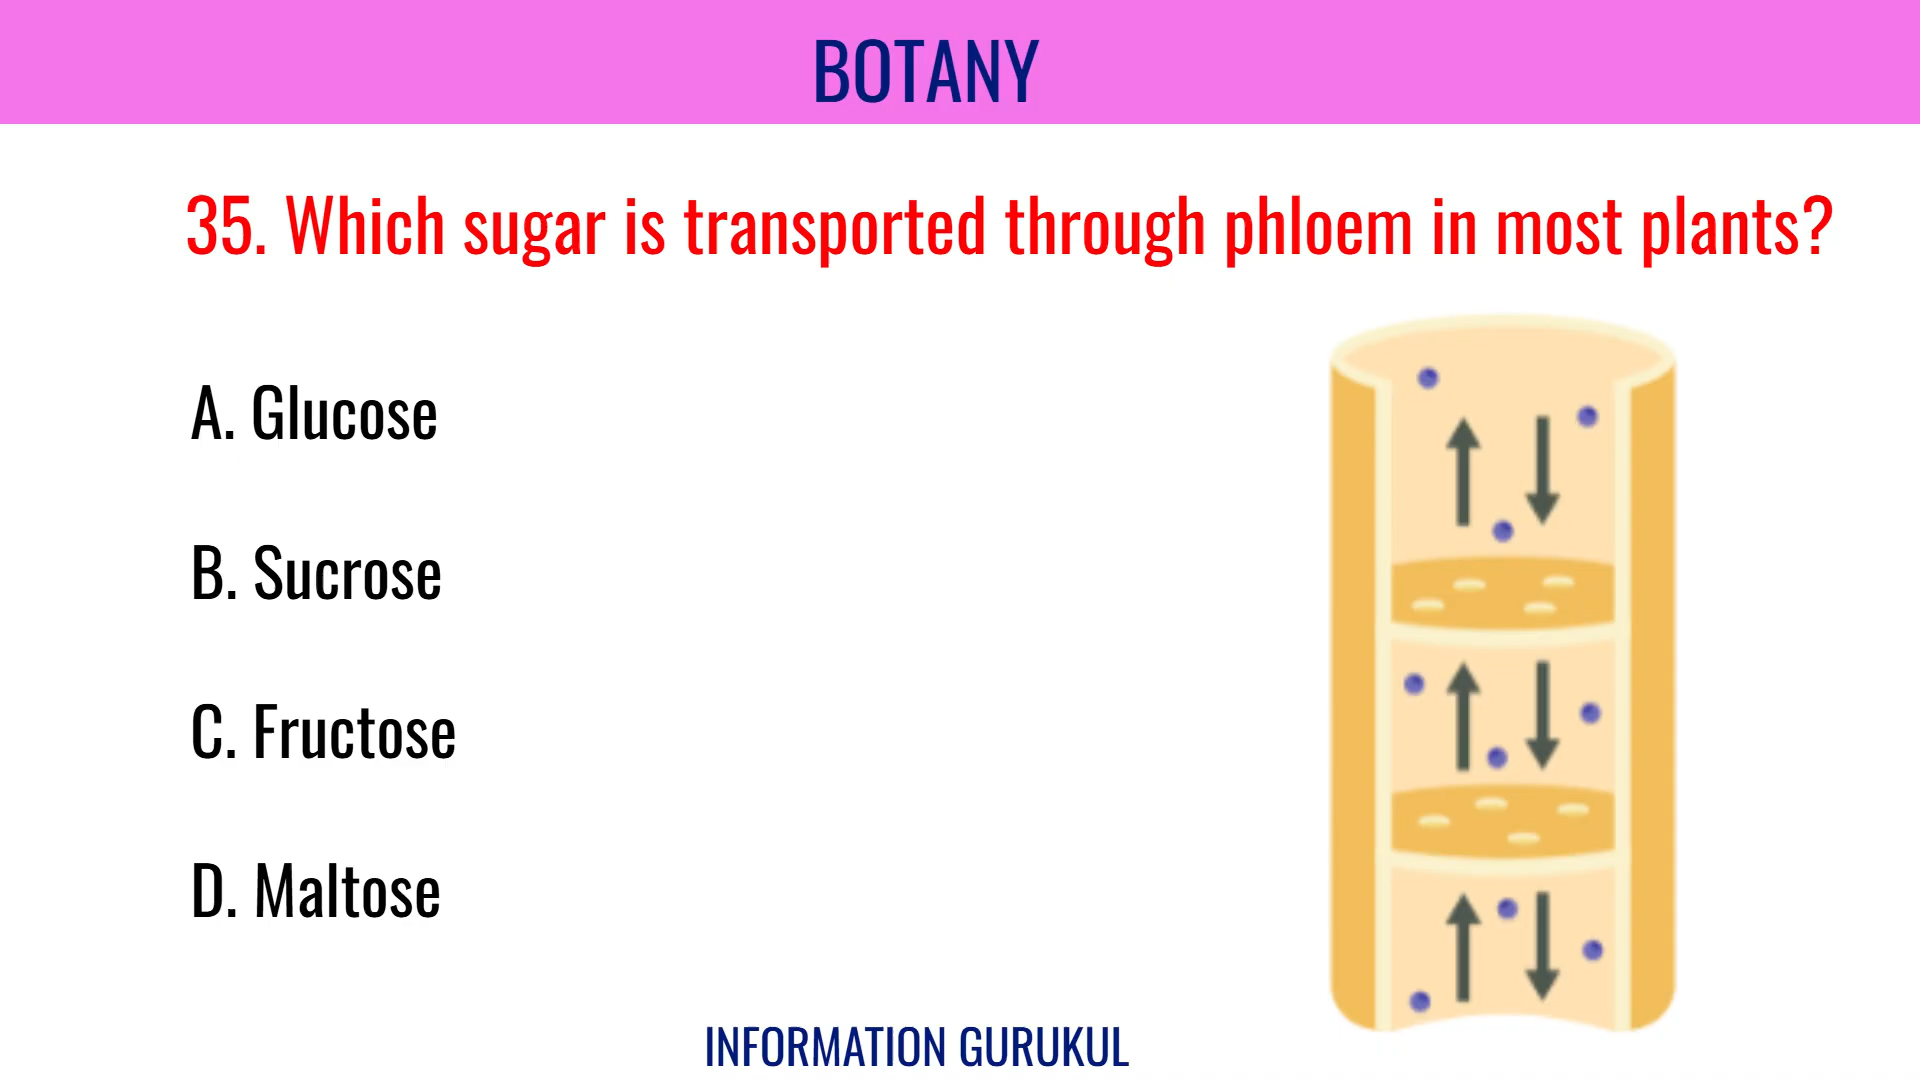 BOTANY
35. Which sugar is transported through phloem in most plants?
A. Glucose
B. Sucrose
C. Fructose
D. Maltose
INFORMATION GURUKUL